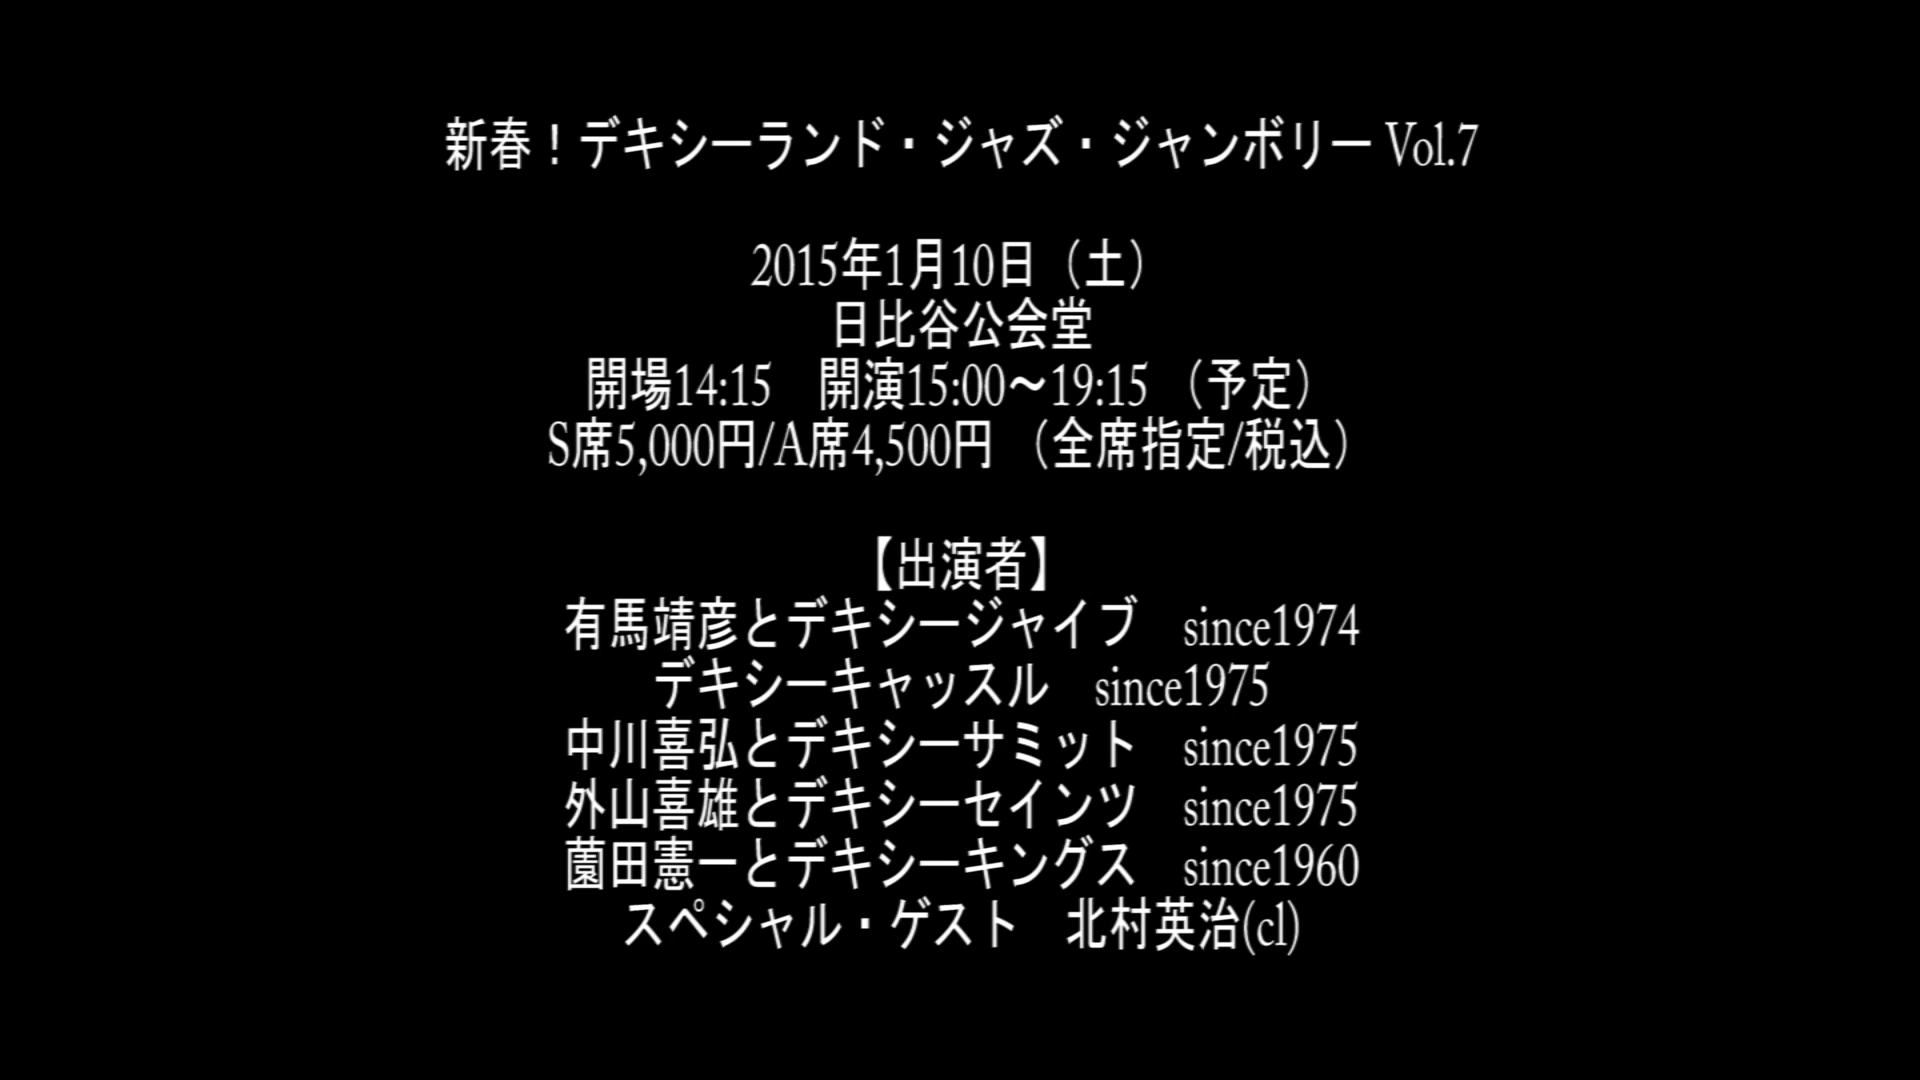 新春！デキシーランド・ジャズ・ジャンボリー Vol.7
2015年1月10日（土）
日比谷公会堂
開場14:15　開演15:00〜19:15 （予定）
S席5,000円/A席4,500円 （全席指定/税込）
【出演者】
有馬靖彦とデキシージャイブ　since1974
デキシーキャッスル　since1975
中川喜弘とデキシーサミット　since1975
外山喜雄とデキシーセインツ　since1975
薗田憲一とデキシーキングス　since1960
スペシャル・ゲスト　北村英治(cl)